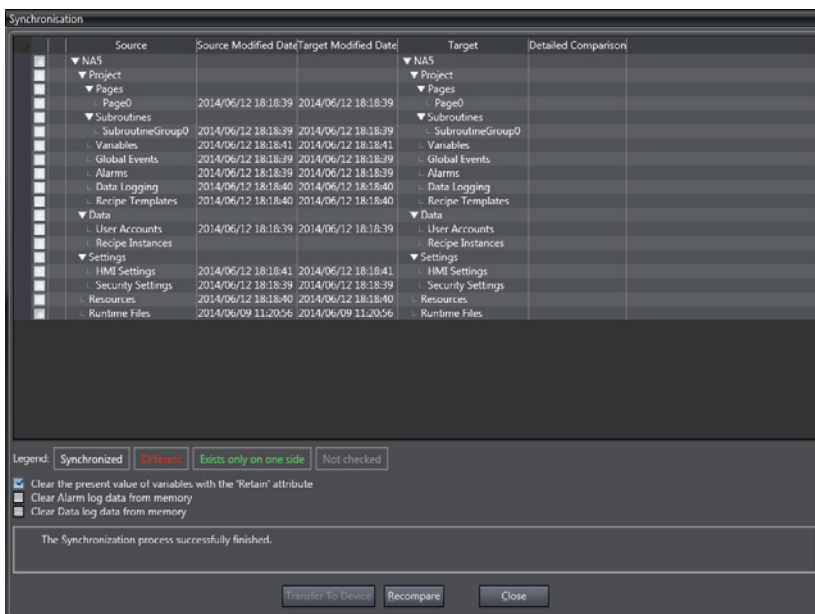 Synchronisation
Source Source Modified Date Target Modified Date Target Detailed Comparison
NA5 NA5
Project Project
Pages Pages
Page0 2014/06/12 18:18:39 2014/06/12 18:18:39 Page0
Subroutines Subroutines
SubroutineGroup0 2014/06/12 18:18:39 2014/06/12 18:18:39 SubroutineGroup0
Variables 2014/06/12 18:18:41 2014/06/12 18:18:41 Variables
Global Events 2014/06/12 18:18:39 2014/06/12 18:18:39 Global Events
Alarms 2014/06/12 18:18:39 2014/06/12 18:18:39 Alarms
Data Logging 2014/06/12 18:18:40 2014/06/12 18:18:40 Data Logging
Recipe Templates 2014/06/12 18:18:40 2014/06/12 18:18:40 Recipe Templates
Data Data
User Accounts 2014/06/12 18:18:39 2014/06/12 18:18:39 User Accounts
Recipe Instances Recipe Instances
Settings Settings
HMI Settings 2014/06/12 18:18:41 2014/06/12 18:18:41 HMI Settings
Security Settings 2014/06/12 18:18:39 2014/06/12 18:18:39 Security Settings
Resources 2014/06/12 18:18:40 2014/06/12 18:18:40 Resources
Runtime Files 2014/06/09 11:20:56 2014/06/09 11:20:56 Runtime Files
Legend: Synchronized Different Exists only on one side Not checked
Clear the present value of variables with the 'Retain' attribute
Clear Alarm log data from memory
Clear Data log data from memory
The Synchronization process successfully finished.
Transfer To Device Recompare Close